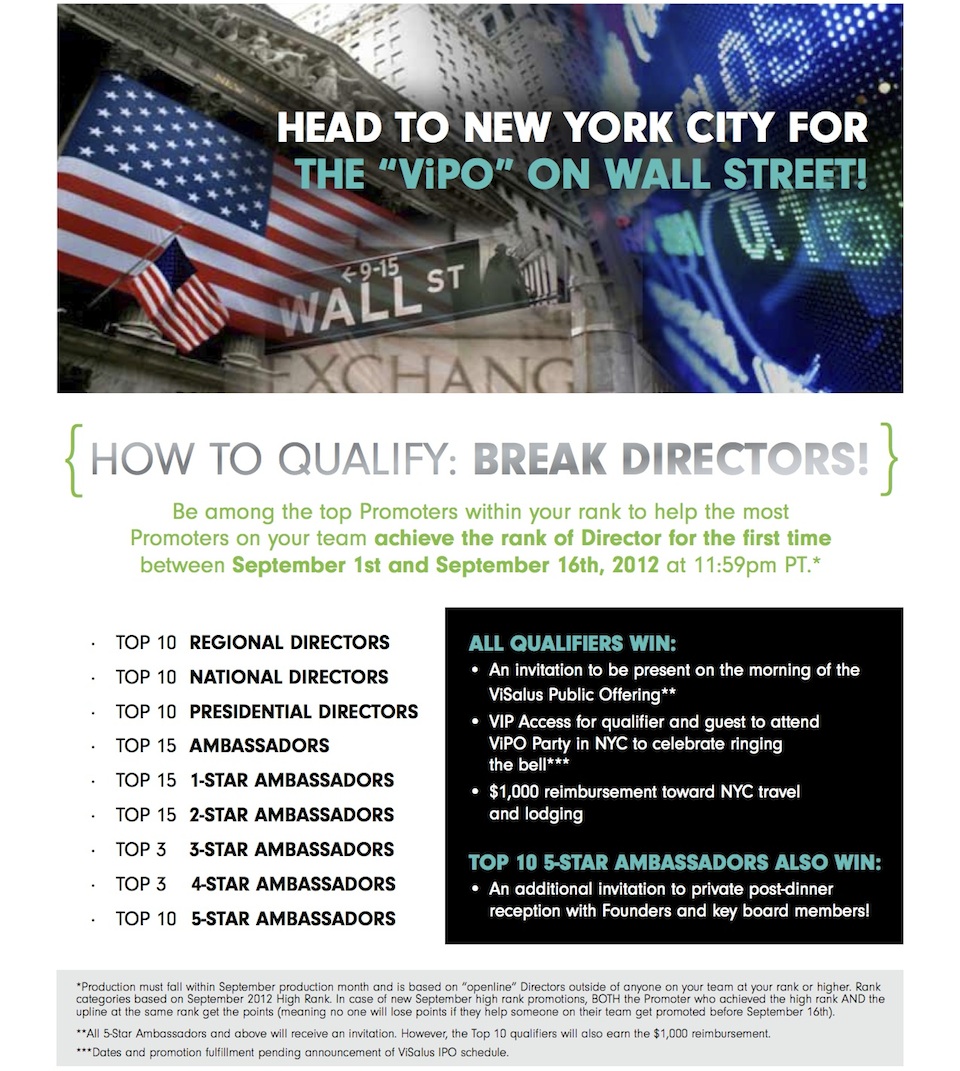 HEAD TO NEW YORK CITY FOR
THE “ViPO” ON WALL STREET!
←9-15
WALL ST
EXCHANG
{HOW TO QUALIFY: BREAK DIRECTORS!}
Be among the top Promoters within your rank to help the most
Promoters on your team achieve the rank of Director for the first time
between September 1st and September 16th, 2012 at 11:59pm PT.*
· TOP 10 REGIONAL DIRECTORS
· TOP 10 NATIONAL DIRECTORS
· TOP 10 PRESIDENTIAL DIRECTORS
· TOP 15 AMBASSADORS
· TOP 15 1-STAR AMBASSADORS
· TOP 15 2-STAR AMBASSADORS
· TOP 3 3-STAR AMBASSADORS
· TOP 3 4-STAR AMBASSADORS
· TOP 10 5-STAR AMBASSADORS
ALL QUALIFIERS WIN:
• An invitation to be present on the morning of the
ViSalus Public Offering**
• VIP Access for qualifier and guest to attend
ViPO Party in NYC to celebrate ringing
the bell***
• $1,000 reimbursement toward NYC travel
and lodging
TOP 10 5-STAR AMBASSADORS ALSO WIN:
• An additional invitation to private post-dinner
reception with Founders and key board members!
*Production must fall within September production month and is based on “openline” Directors outside of anyone on your team at your rank or higher. Rank
categories based on September 2012 High Rank. In case of new September high rank promotions, BOTH the Promoter who achieved the high rank AND the
upline at the same rank get the points (meaning no one will lose points if they help someone on their team get promoted before September 16th).
**All 5-Star Ambassadors and above will receive an invitation. However, the Top 10 qualifiers will also earn the $1,000 reimbursement.
***Dates and promotion fulfillment pending announcement of ViSalus IPO schedule.